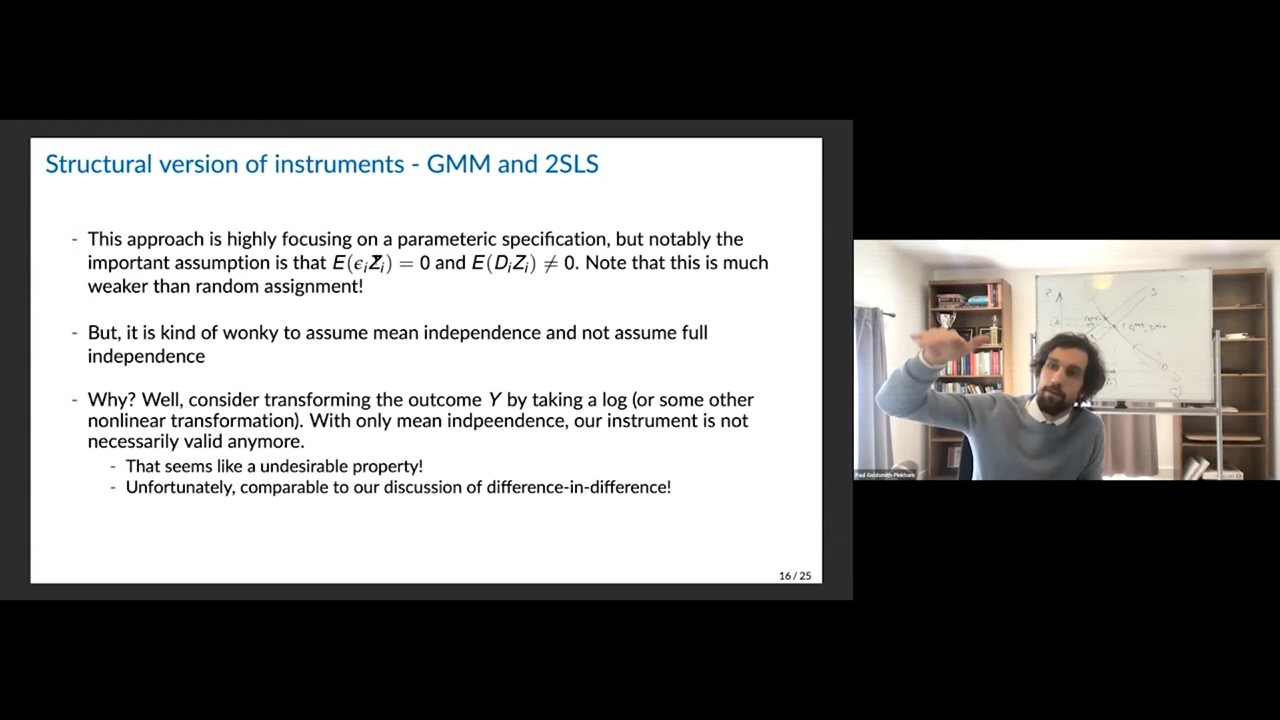 Structural version of instruments - GMM and 2SLS
- This approach is highly focusing on a parameteric specification, but notably the
important assumption is that E(ϵᵢZᵢ) = 0 and E(DᵢZᵢ) ≠ 0. Note that this is much
weaker than random assignment!
- But, it is kind of wonky to assume mean independence and not assume full
independence
- Why? Well, consider transforming the outcome Y by taking a log (or some other
nonlinear transformation). With only mean indpeendence, our instrument is not
necessarily valid anymore.
- That seems like a undesirable property!
- Unfortunately, comparable to our discussion of difference-in-difference!
16 / 25
Paul Goldsmith-Pinkham
P
S
D